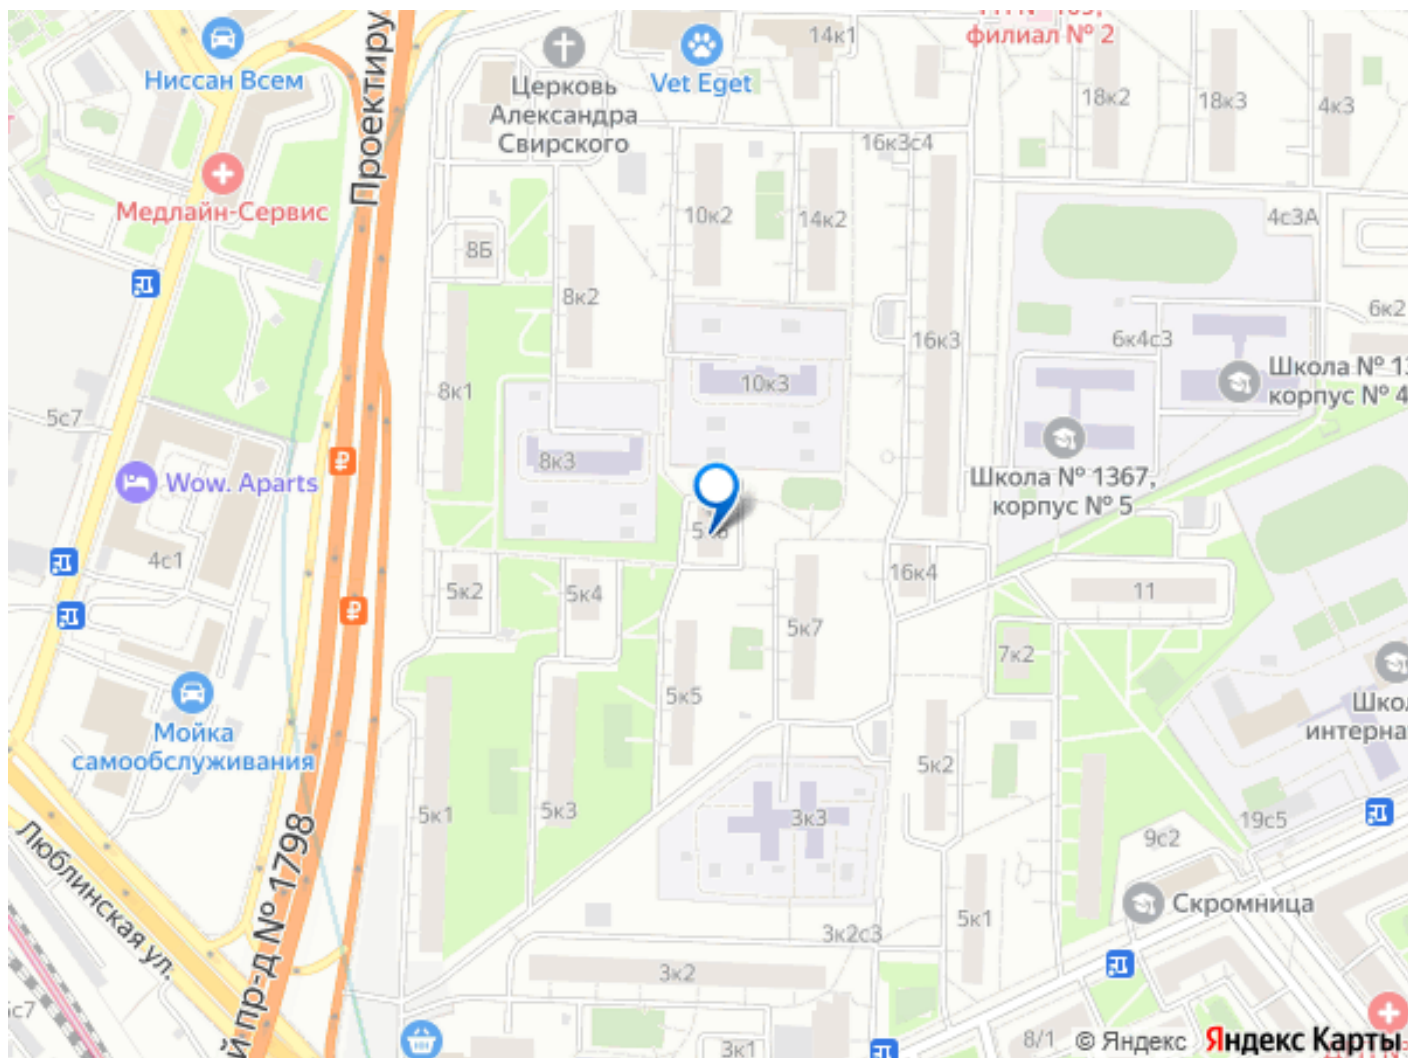 филиал № 2
14к1
Ниссан Всем
Vet Eget
Церковь
Александра
Свирского
Проектиру
18к2
18к3
4к3
16к3с4
Медлайн-Сервис
10к2
14к2
4с3А
8Б
8к2
6к2
16к3
6к4с3
Школа № 13
корпус № 4
10к3
8к1
5с7
Школа № 1367,
корпус № 5
8к3
Wow. Aparts
4с1
5к2
5к4
16к4
11
5к7
7к2
5к5
Шко
интерна
Мойка
самообслуживания
5к2
5к1
5к3
3к3
19с5
9с2
Люблинская ул.
й пр-д № 1798
Скромница
5к1
3к2с3
3к2
8/1
3к1
© Яндекс
Яндекс Карты